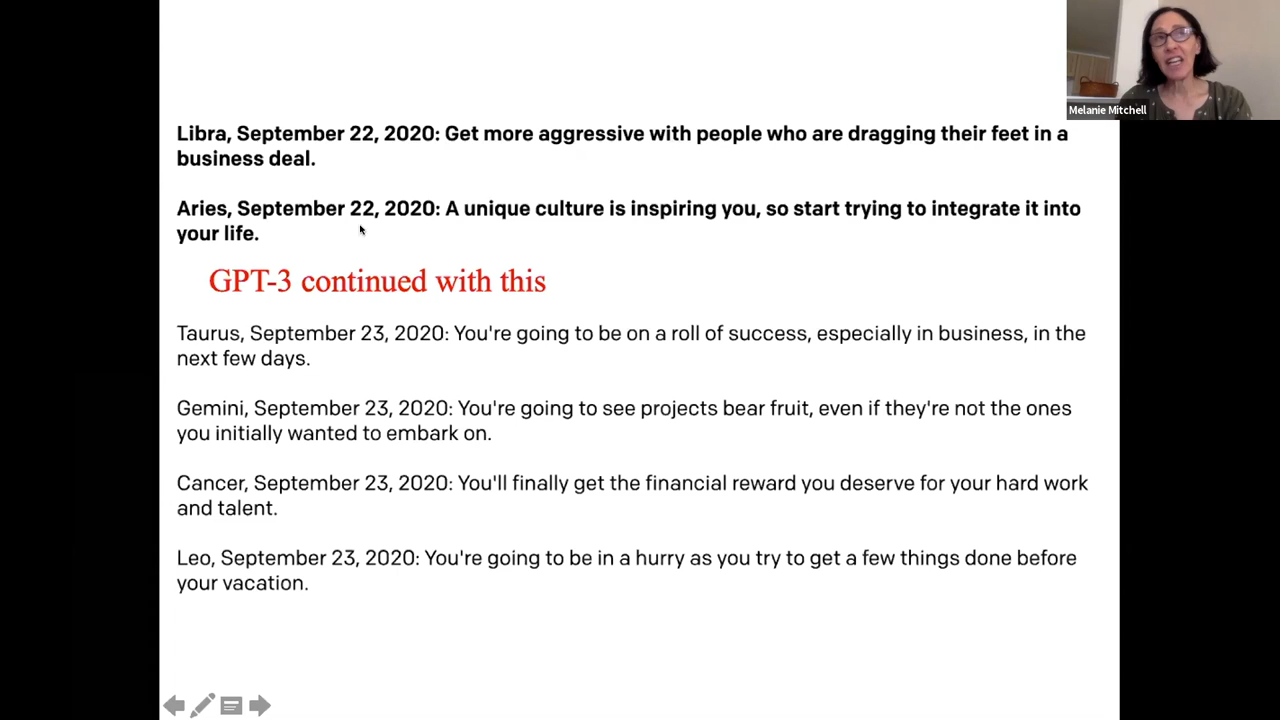 Melanie Mitchell
Libra, September 22, 2020: Get more aggressive with people who are dragging their feet in a
business deal.
Aries, September 22, 2020: A unique culture is inspiring you, so start trying to integrate it into
your life.
GPT-3 continued with this
Taurus, September 23, 2020: You're going to be on a roll of success, especially in business, in the
next few days.
Gemini, September 23, 2020: You're going to see projects bear fruit, even if they're not the ones
you initially wanted to embark on.
Cancer, September 23, 2020: You'll finally get the financial reward you deserve for your hard work
and talent.
Leo, September 23, 2020: You're going to be in a hurry as you try to get a few things done before
your vacation.